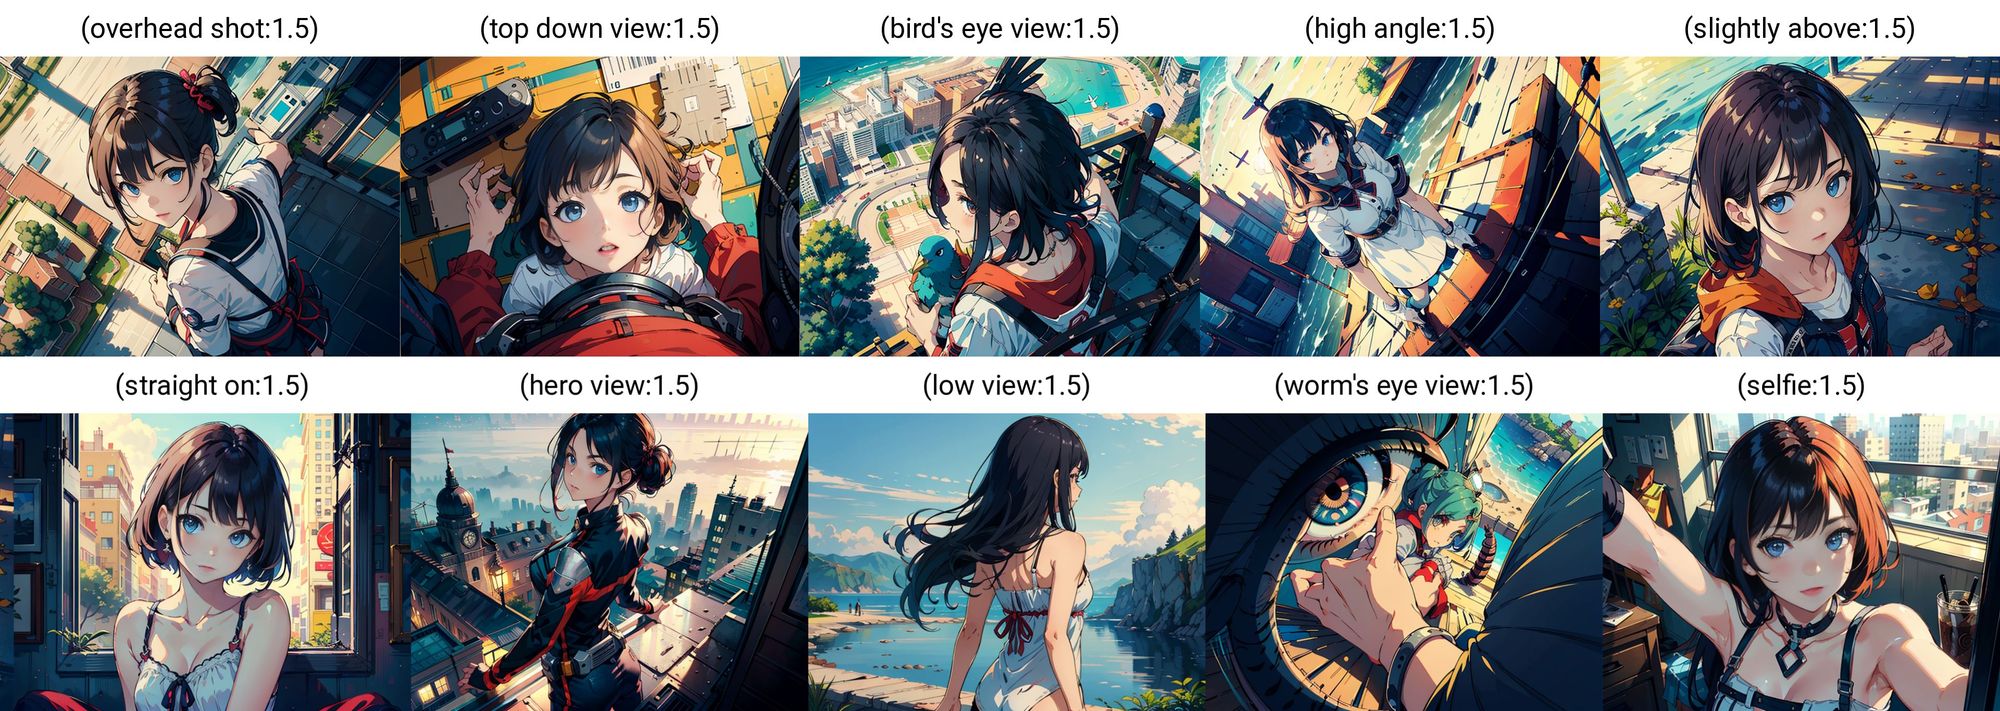 (overhead shot:1.5)
(top down view:1.5)
(bird's eye view:1.5)
(high angle:1.5)
(slightly above:1.5)
(straight on:1.5)
(hero view:1.5)
(low view:1.5)
(worm's eye view:1.5)
(selfie:1.5)